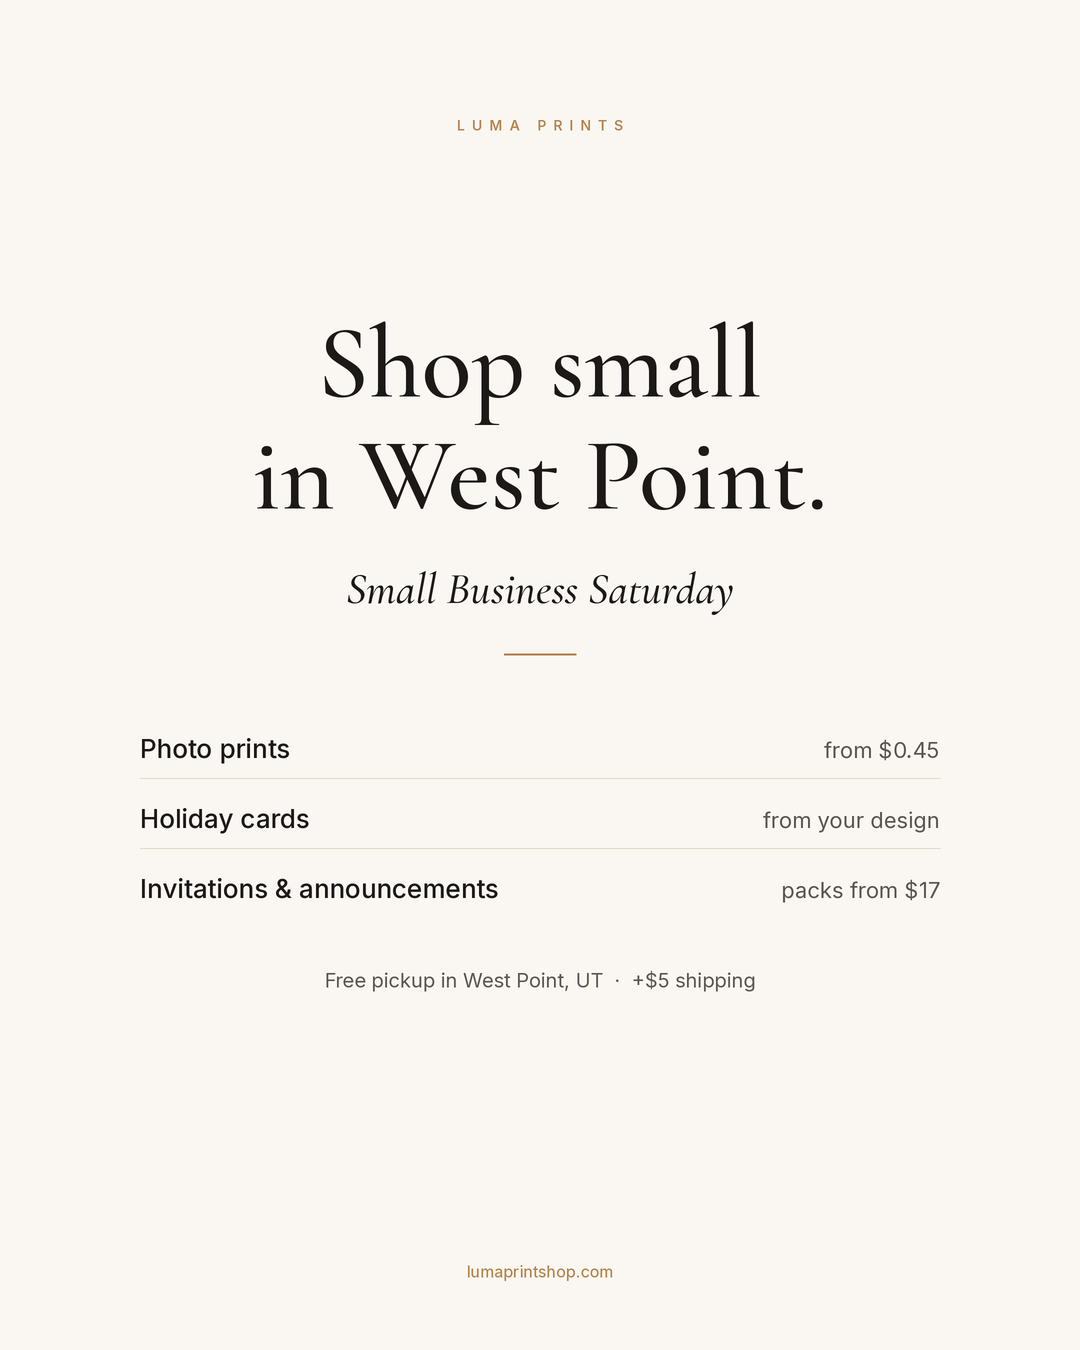 LUMA PRINTS
Shop small
in West Point.
Small Business Saturday
Photo prints from $0.45
Holiday cards from your design
Invitations & announcements packs from $17
Free pickup in West Point, UT · +$5 shipping
lumaprintshop.com